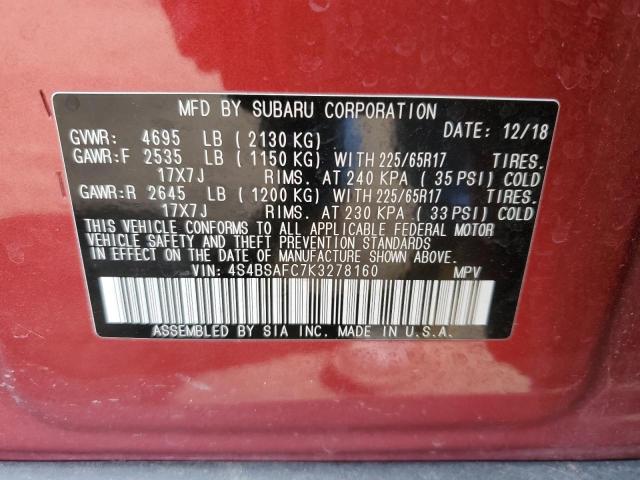 MFD BY SUBARU CORPORATION
GVWR: 4695 LB ( 2130 KG) DATE: 12/18
GAWR:F 2535 LB ( 1150 KG) WITH 225/65R17 TIRES.
17X7J RIMS. AT 240 KPA ( 35 PSI) COLD
GAWR:R 2645 LB ( 1200 KG) WITH 225/65R17 TIRES.
17X7J RIMS. AT 230 KPA ( 33 PSI) COLD
THIS VEHICLE CONFORMS TO ALL APPLICABLE FEDERAL MOTOR
VEHICLE SAFETY AND THEFT PREVENTION STANDARDS
IN EFFECT ON THE DATE OF MANUFACTURE SHOWN ABOVE.
VIN: 4S4BSAFC7K3278160 MPV
ASSEMBLED BY SIA INC. MADE IN U.S.A.